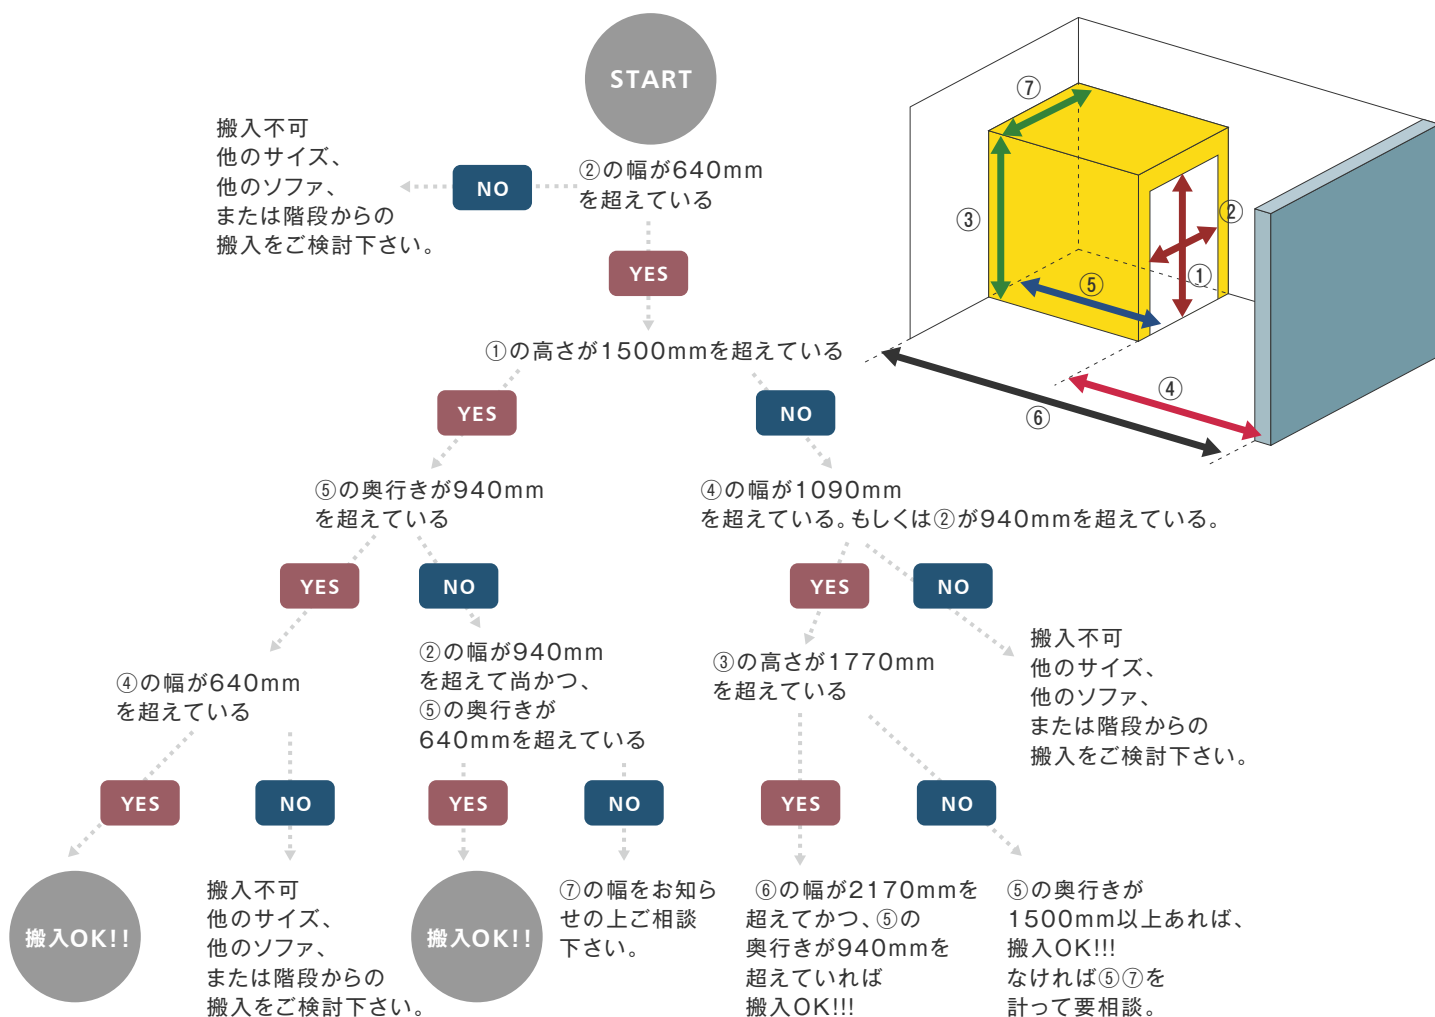 START
②の幅が640mm
を超えている
NO
搬入不可
他のサイズ、
他のソファ、
または階段からの
搬入をご検討下さい。
YES
①の高さが1500mmを超えている
YES
NO
⑤の奥行きが940mm
を超えている
④の幅が1090mm
を超えている。もしくは②が940mmを超えている。
YES
NO
YES
NO
④の幅が640mm
を超えている
②の幅が940mm
を超えて尚かつ、
⑤の奥行きが
640mmを超えている
③の高さが1770mm
を超えている
搬入不可
他のサイズ、
他のソファ、
または階段からの
搬入をご検討下さい。
YES
NO
YES
NO
YES
NO
搬入OK!!
搬入不可
他のサイズ、
他のソファ、
または階段からの
搬入をご検討下さい。
搬入OK!!
⑦の幅をお知ら
せの上ご相談
下さい。
⑥の幅が2170mmを
超えてかつ、⑤の
奥行きが940mmを
超えていれば
搬入OK!!!
⑤の奥行きが
1500mm以上あれば、
搬入OK!!!
なければ⑤⑦を
計って要相談。
⑦
③
②
①
⑤
④
⑥